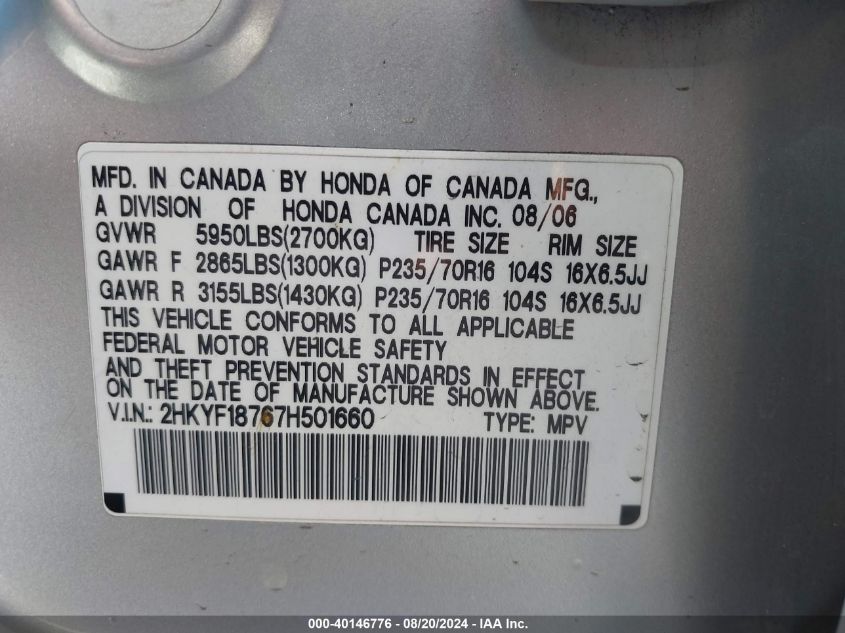 MFD. IN CANADA BY HONDA OF CANADA MFG.,
A DIVISION OF HONDA CANADA INC. 08/06
GVWR 5950LBS(2700KG) TIRE SIZE RIM SIZE
GAWR F 2865LBS(1300KG) P235/70R16 104S 16X6.5JJ
GAWR R 3155LBS(1430KG) P235/70R16 104S 16X6.5JJ
THIS VEHICLE CONFORMS TO ALL APPLICABLE
FEDERAL MOTOR VEHICLE SAFETY
AND THEFT PREVENTION STANDARDS IN EFFECT
ON THE DATE OF MANUFACTURE SHOWN ABOVE.
V.I.N.: 2HKYF18767H501660 TYPE: MPV
000-40146776 - 08/20/2024 - IAA Inc.